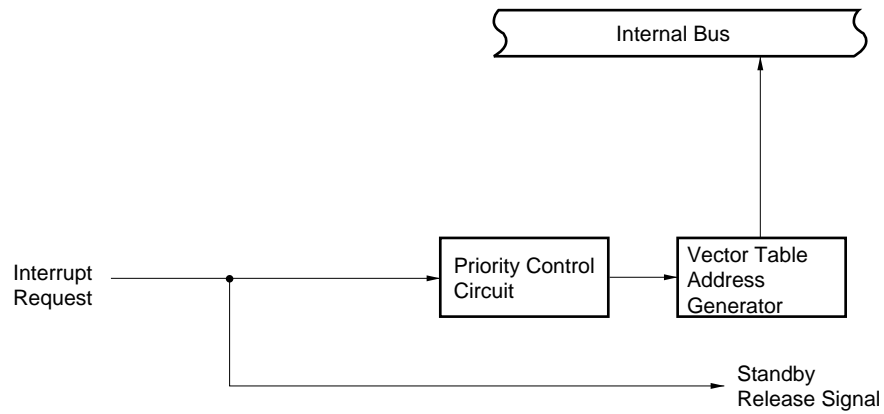 Internal Bus
Interrupt
Request
Priority Control
Circuit
Vector Table
Address
Generator
Standby
Release Signal